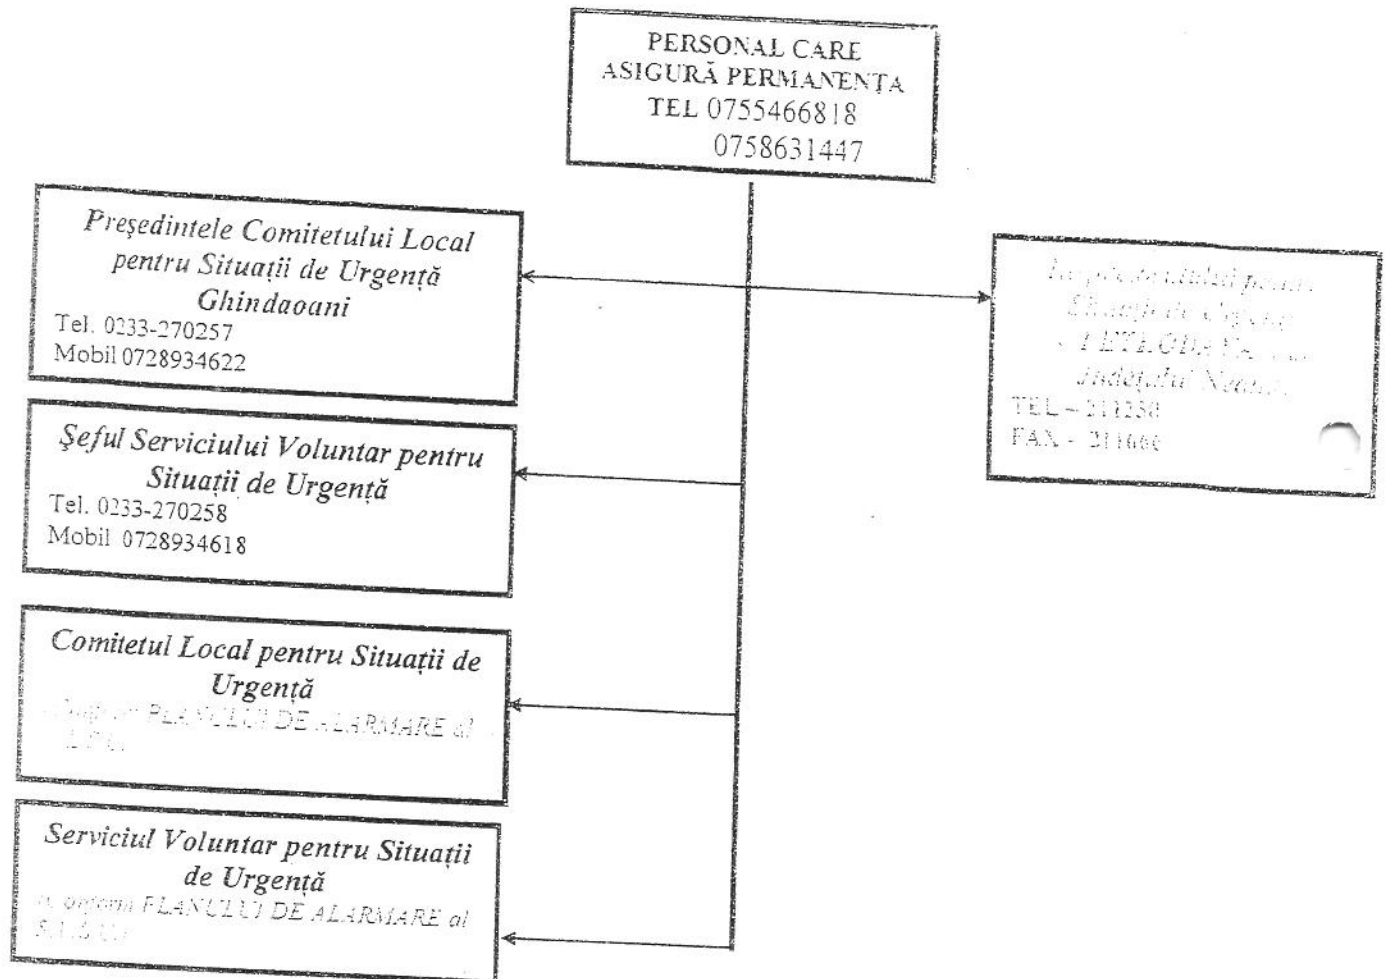 PERSONAL CARE
ASIGURĂ PERMANENȚA
TEL 0755466818
0758631447
Președintele Comitetului Local
pentru Situații de Urgență
Ghindaoani
Tel. 0233-270257
Mobil 0728934622
Șeful Serviciului Voluntar pentru
Situații de Urgență
Tel. 0233-270258
Mobil 0728934618
Comitetul Local pentru Situații de
Urgență
PLANULUI DE ALARMARE al
Serviciul Voluntar pentru Situații
de Urgență
PLANULUI DE ALARMARE al
Județului
TEL –
FAX -